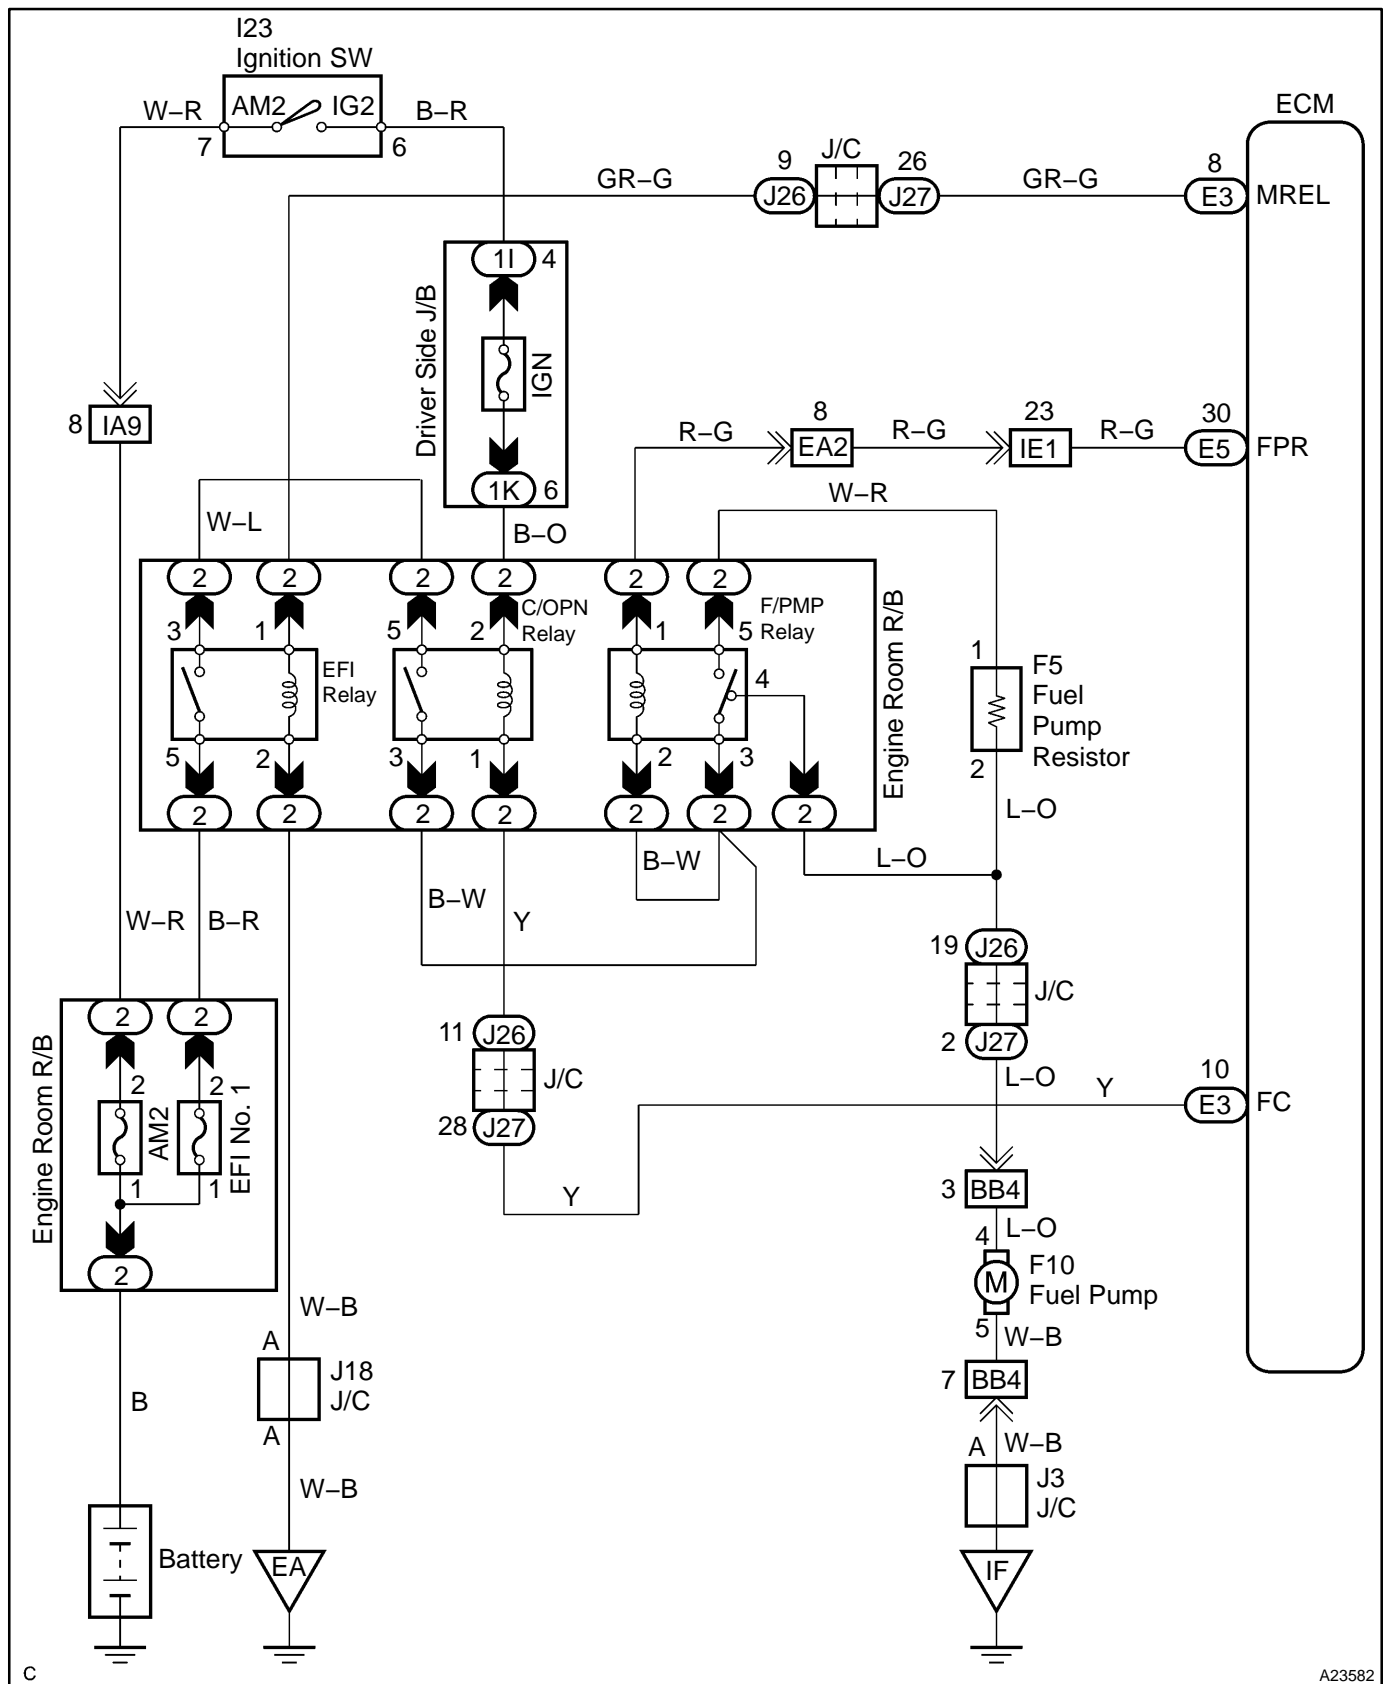 I23
Ignition SW
W–R
AM2
IG2
B–R
7
6
ECM
GR–G
9
J26
J/C
26
J27
GR–G
8
E3
MREL
Driver Side J/B
1I
4
IGN
1K
6
B–O
8
IA9
R–G
8
EA2
R–G
23
IE1
R–G
30
E5
FPR
W–L
W–R
2
2
2
2
2
2
3
1
5
2
C/OPN
Relay
1
5
F/PMP
Relay
EFI
Relay
4
Engine Room R/B
5
2
3
1
2
3
2
2
2
2
2
2
2
1
F5
Fuel
Pump
Resistor
2
L–O
L–O
B–W
B–W
Y
W–R
B–R
19
J26
J/C
2
J27
L–O
11
J26
J/C
28
J27
Y
Y
10
E3
FC
Engine Room R/B
2
2
2
2
AM2
EFI No. 1
1
1
2
3
BB4
L–O
4
M
F10
Fuel Pump
5
W–B
7
BB4
A
W–B
J3
J/C
IF
W–B
A
J18
J/C
A
W–B
EA
B
Battery
C
A23582